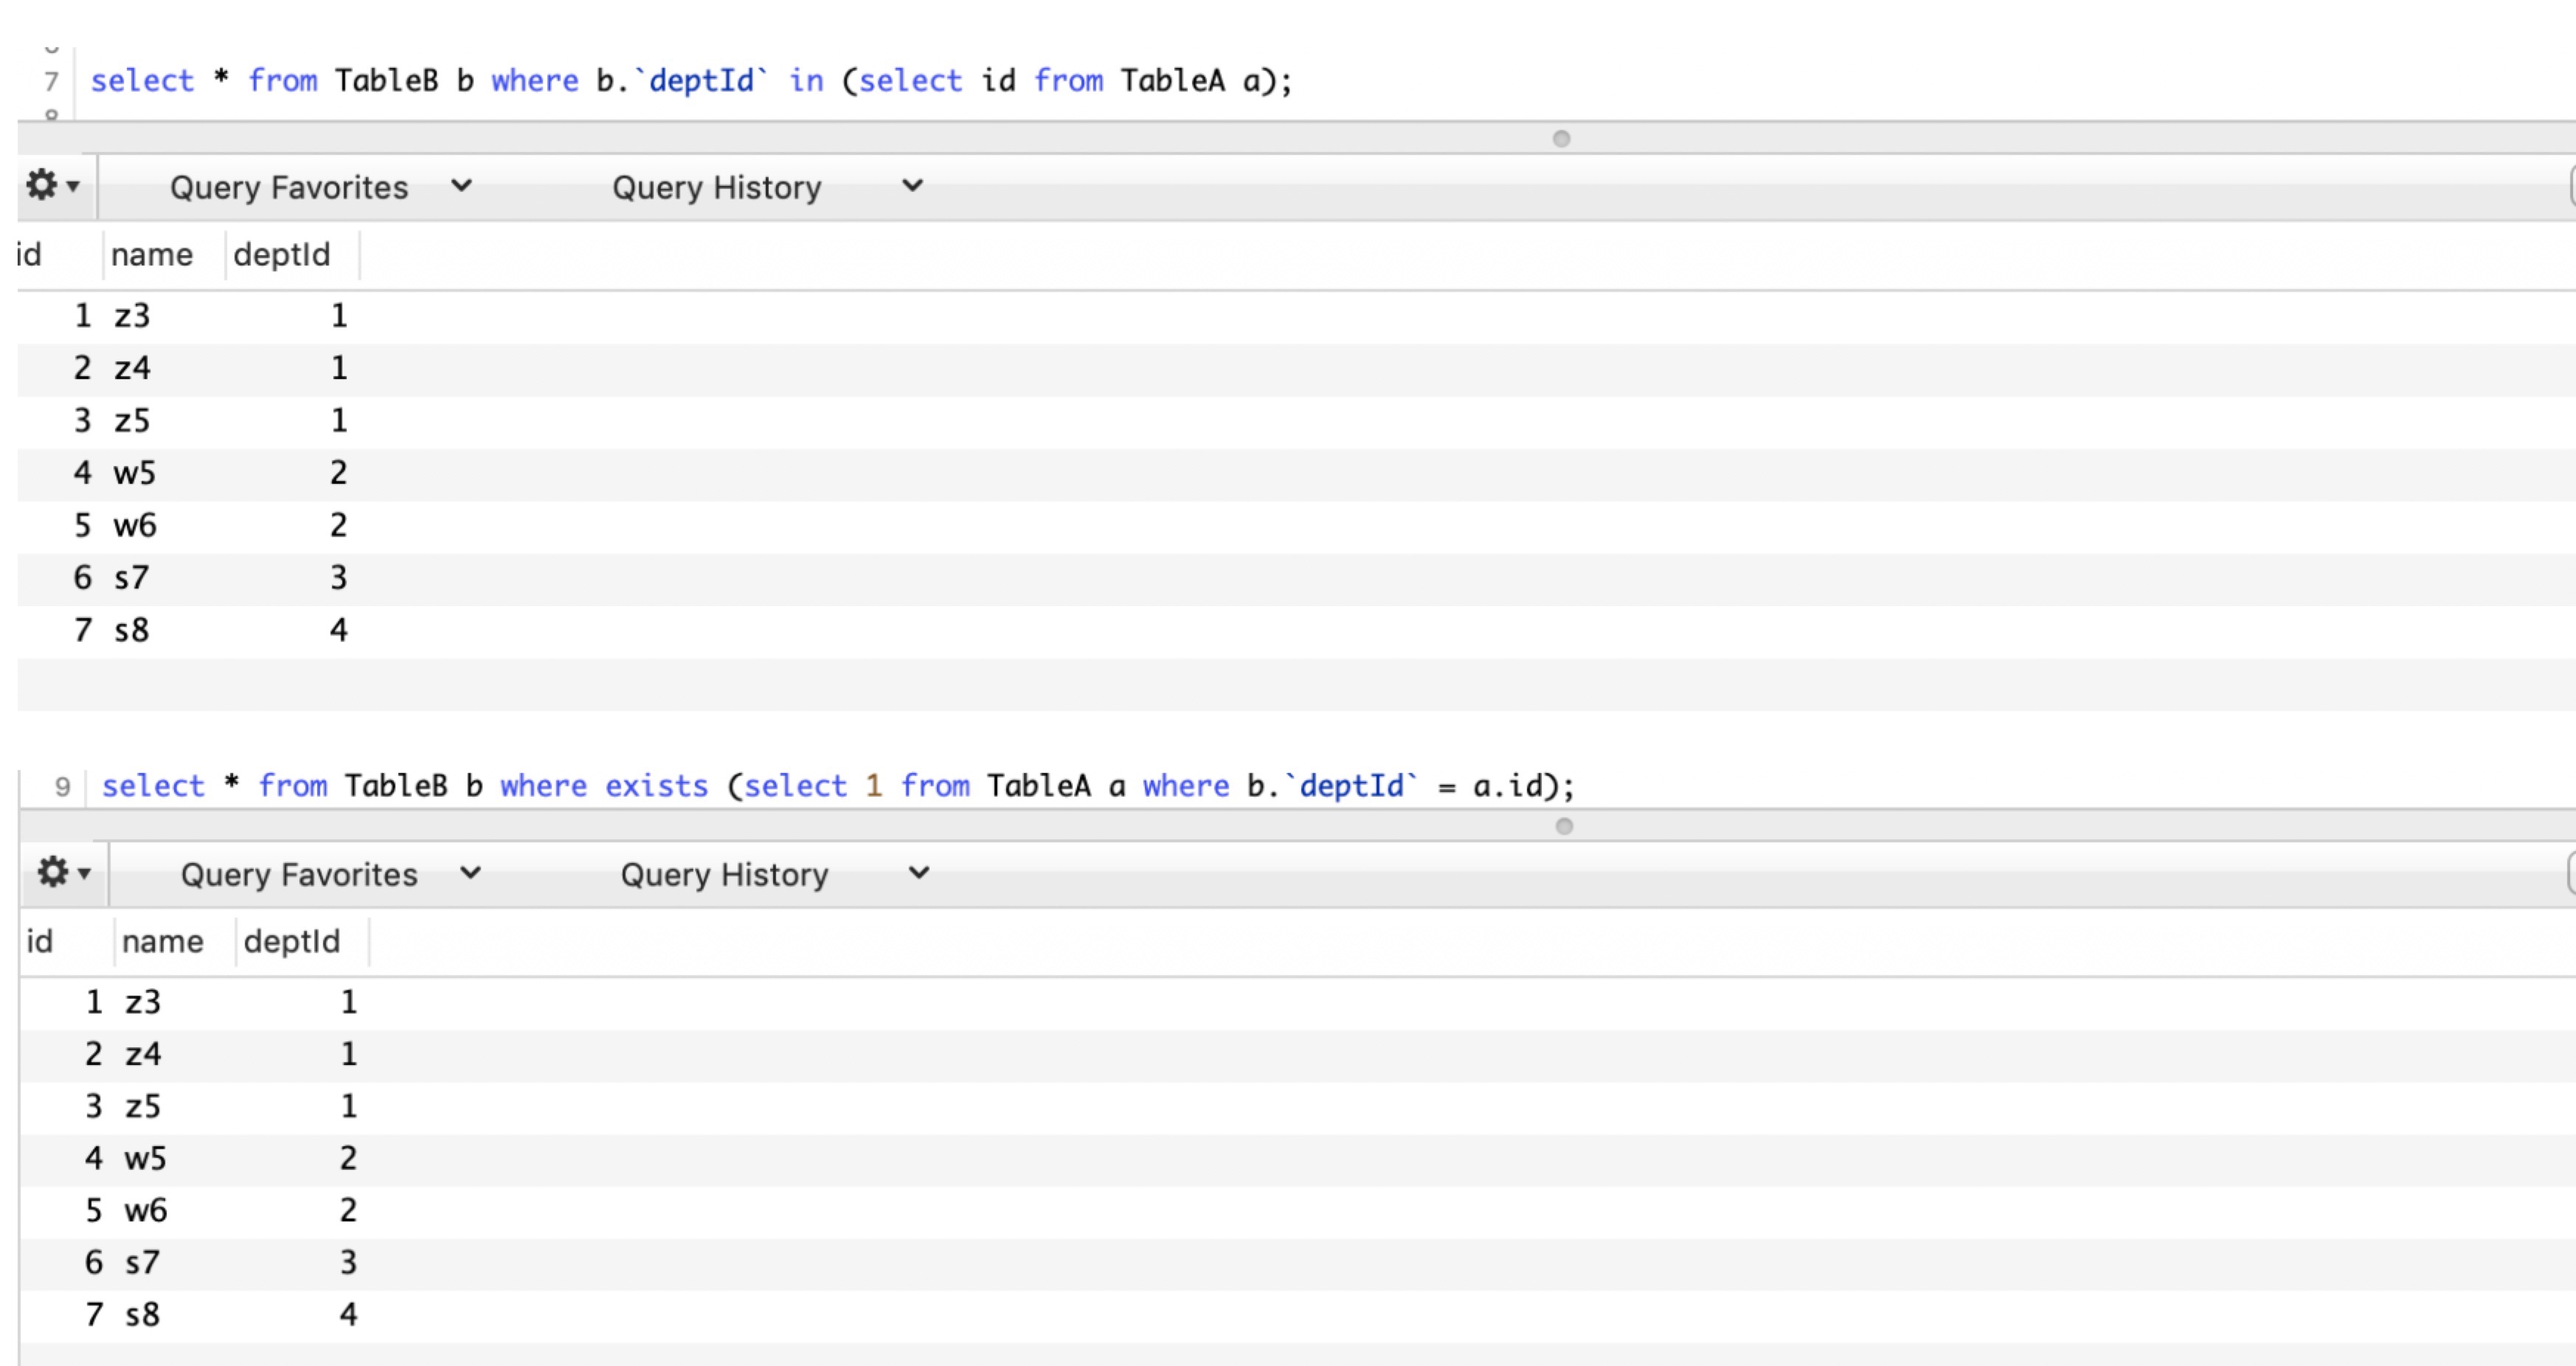 7 select * from TableB b where b.`deptId` in (select id from TableA a);
Query Favorites Query History
id name deptId
1 z3 1
2 z4 1
3 z5 1
4 w5 2
5 w6 2
6 s7 3
7 s8 4
9 select * from TableB b where exists (select 1 from TableA a where b.`deptId` = a.id);
Query Favorites Query History
id name deptId
1 z3 1
2 z4 1
3 z5 1
4 w5 2
5 w6 2
6 s7 3
7 s8 4